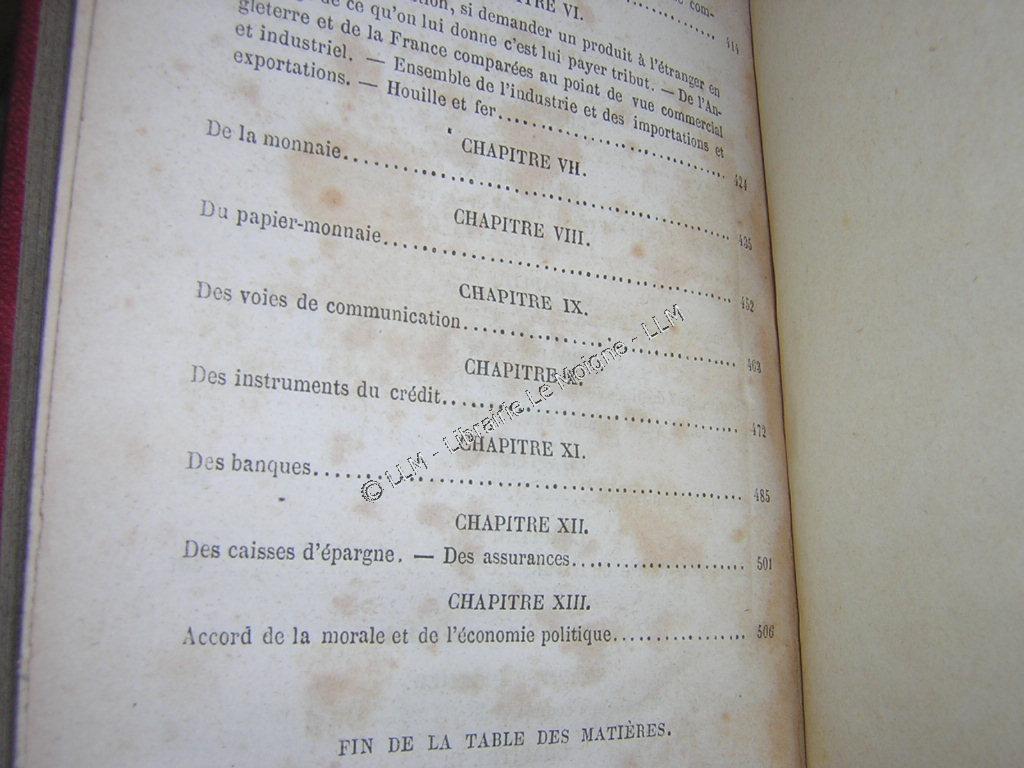 com-
414
TRE VI.
si demander un produit à l'étranger en
de ce qu'on lui donne c'est lui payer tribut. — De l'An-
gleterre et de la France comparées au point de vue commercial
et industriel. — Ensemble de l'industrie et des importations et
exportations. — Houille et fer........ 424
CHAPITRE VII.
De la monnaie........ 435
CHAPITRE VIII.
Du papier-monnaie........ 452
CHAPITRE IX.
Des voies de communication........ 463
CHAPITRE X.
Des instruments du crédit........ 472
CHAPITRE XI.
Des banques........ 485
CHAPITRE XII.
Des caisses d'épargne. — Des assurances........ 501
CHAPITRE XIII.
Accord de la morale et de l'économie politique........ 506
FIN DE LA TABLE DES MATIÈRES.
© LLM - Librairie Le Moigne - LLM